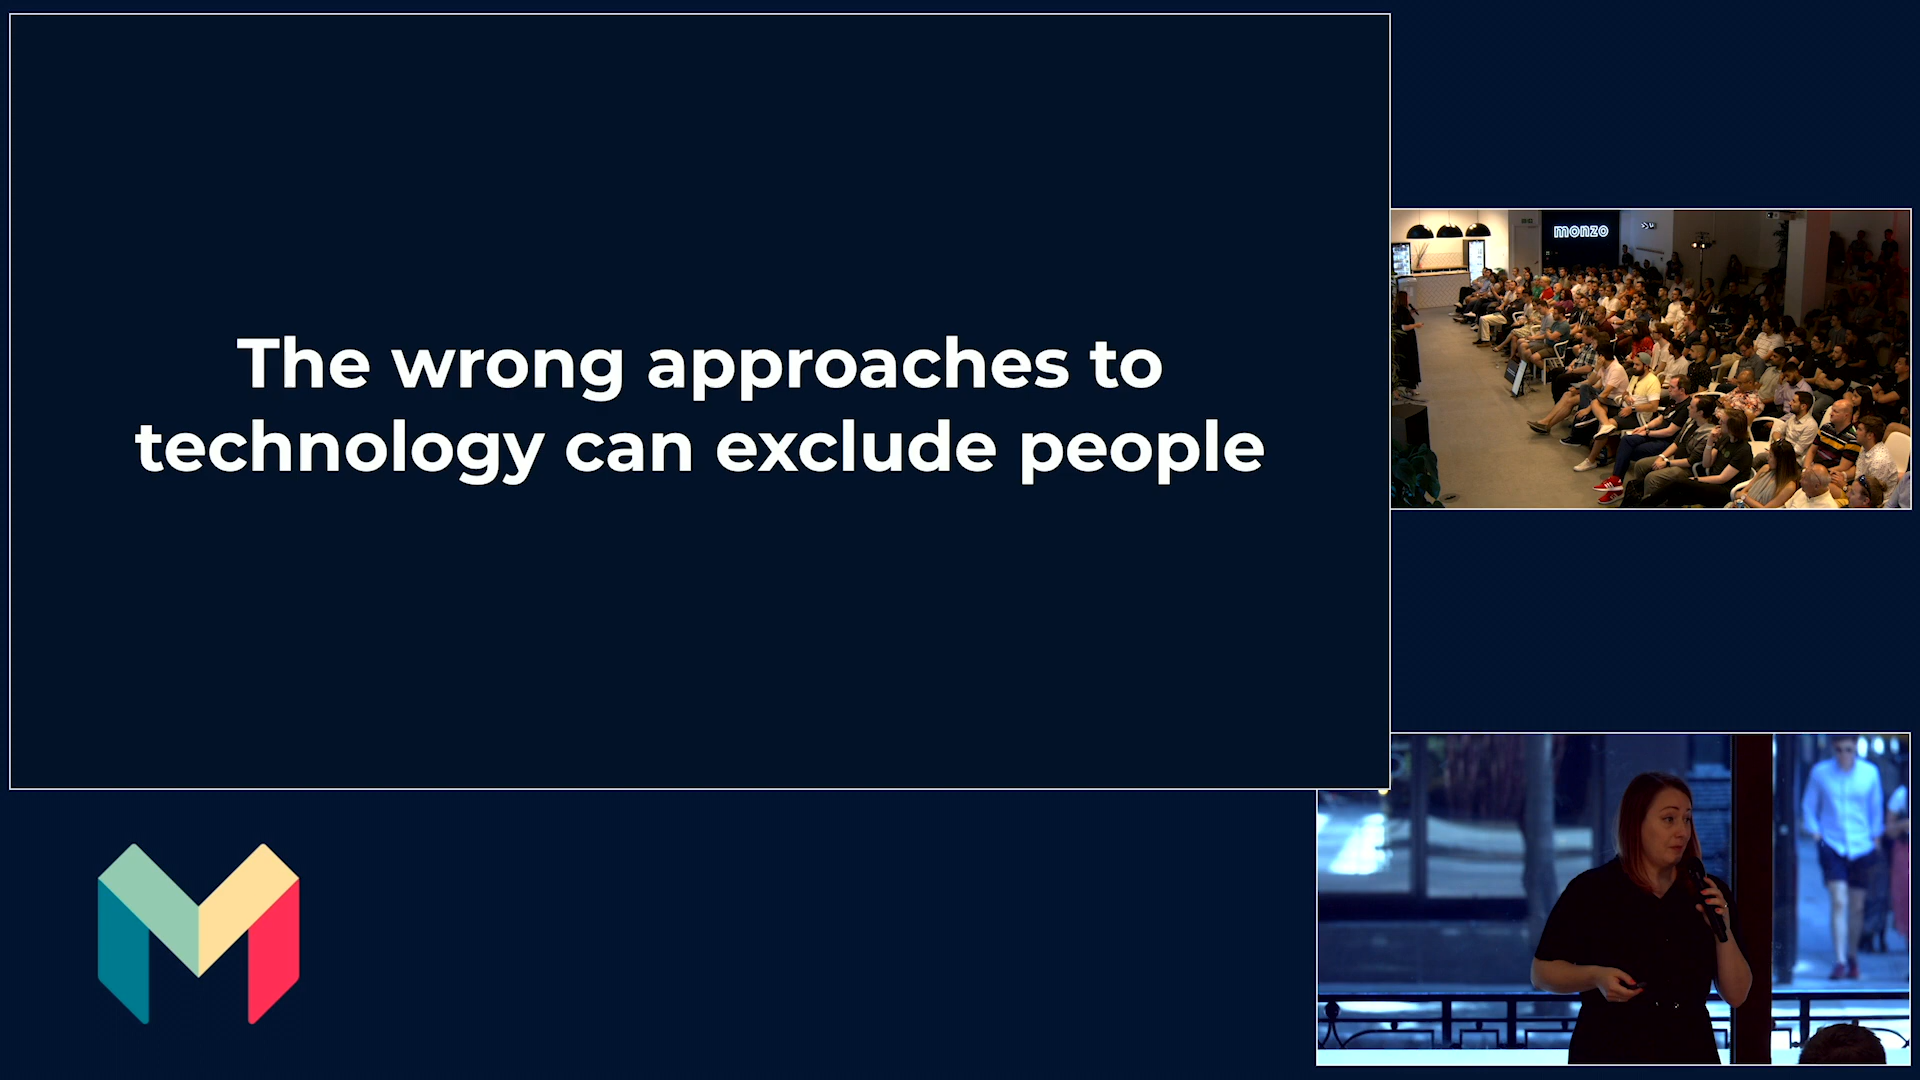 The wrong approaches to
technology can exclude people
monzo